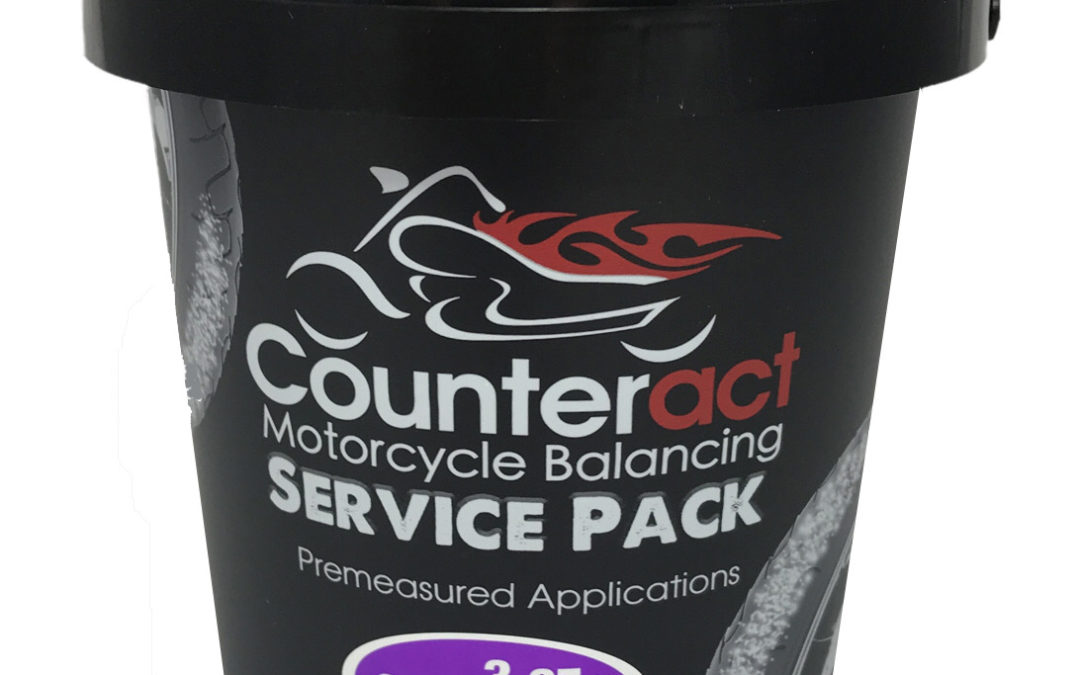 Counteract
Motorcycle Balancing
SERVICE PACK
Premeasured Applications